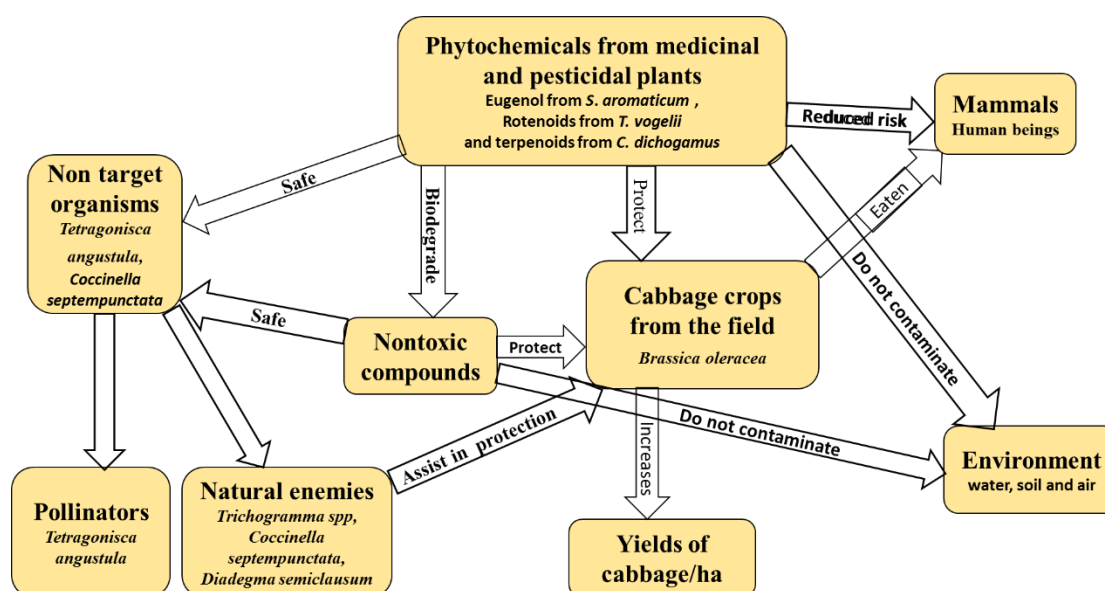 Phytochemicals from medicinal
and pesticidal plants
Eugenol from S. aromaticum ,
Rotenoids from T. vogelii
and terpenoids from C. dichogamus
Reduced risk
Mammals
Human beings
Safe
Non target
organisms
Tetragonisca
angustula,
Coccinella
septempunctata
Biodegrade
Protect
Eaten
Do not contaminate
Cabbage crops
from the field
Brassica oleracea
Safe
Nontoxic
compounds
Protect
Do not contaminate
Assist in protection
Increases
Environment
water, soil and air
Pollinators
Tetragonisca
angustula
Natural enemies
Trichogramma spp,
Coccinella
septempunctata,
Diadegma semiclausum
Yields of
cabbage/ha